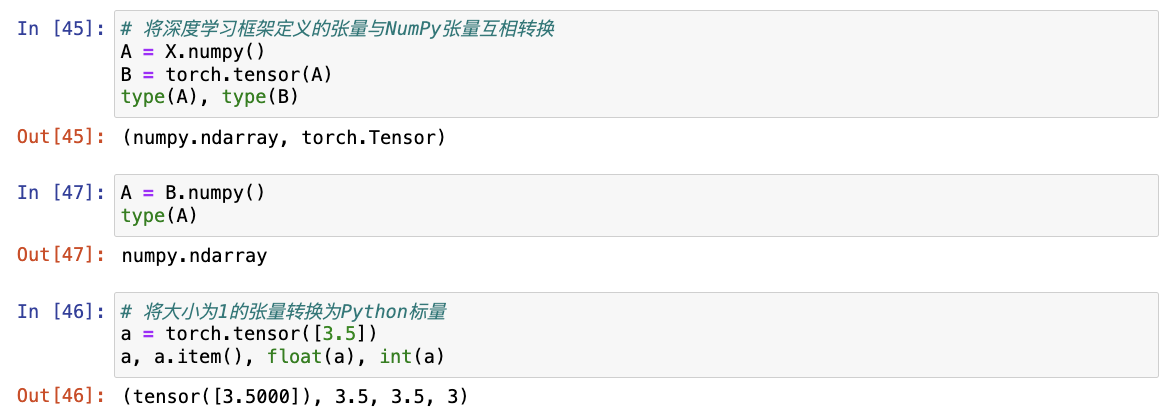 In [45]: # 将深度学习框架定义的张量与NumPy张量互相转换
A = X.numpy()
B = torch.tensor(A)
type(A), type(B)
Out[45]: (numpy.ndarray, torch.Tensor)
In [47]: A = B.numpy()
type(A)
Out[47]: numpy.ndarray
In [46]: # 将大小为1的张量转换为Python标量
a = torch.tensor([3.5])
a, a.item(), float(a), int(a)
Out[46]: (tensor([3.5000]), 3.5, 3.5, 3)